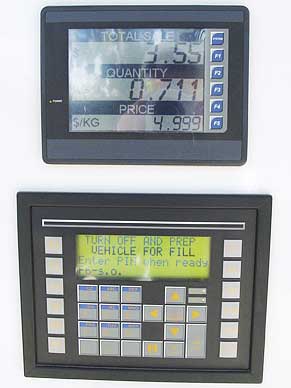 TOTAL SALE
$ 3.55
QUANTITY
0.711
PRICE
$/KG 4.999
F1
F2
F3
F4
F5
TURN OFF AND PREP
VEHICLE FOR FILL
Enter PIN when ready